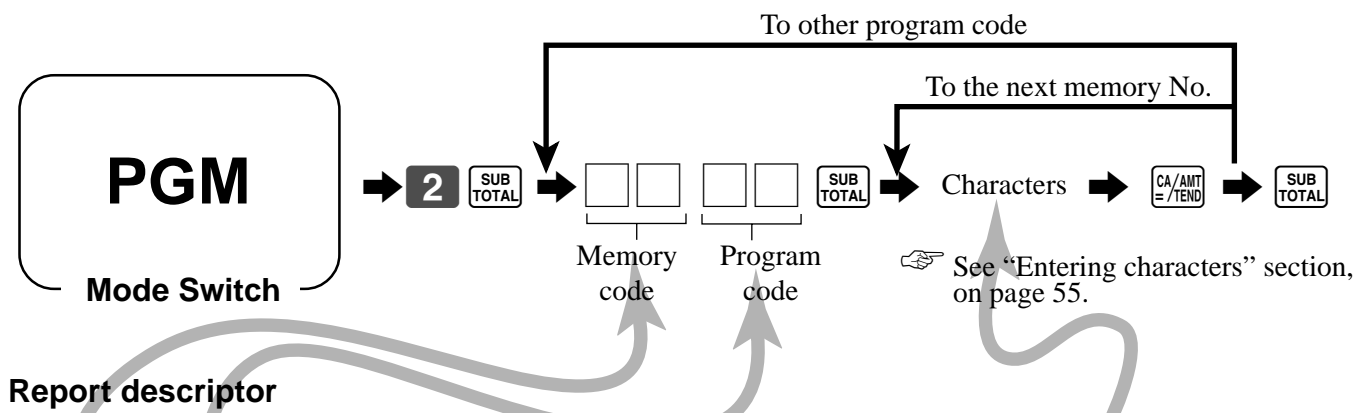 To other program code
To the next memory No.
PGM
Mode Switch
2
SUB TOTAL
Memory code
Program code
SUB TOTAL
Characters
CA/AMT = /TEND
SUB TOTAL
☞ See “Entering characters” section,
on page 55.
Report descriptor